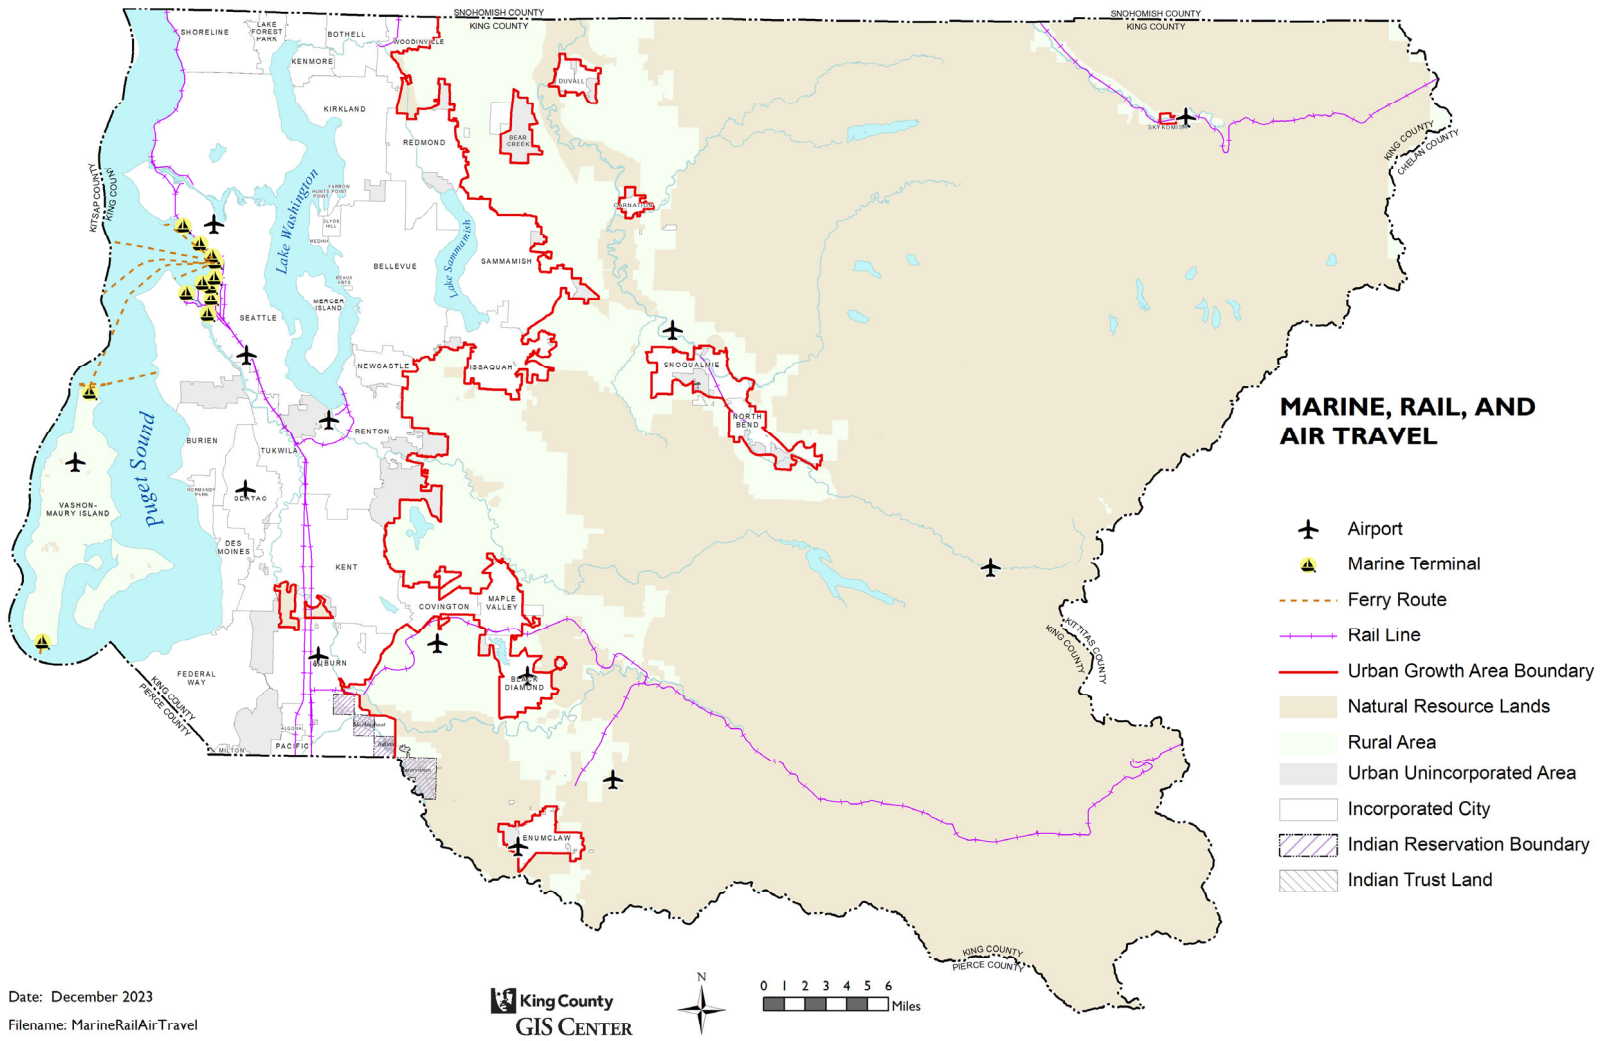 SNOHOMISH COUNTY
KING COUNTY
SNOHOMISH COUNTY
KING COUNTY
SHORELINE
LAKE
FOREST
PARK
BOTHELL
WOODINVILLE
KENMORE
DUVALL
KIRKLAND
REDMOND
BEAR
CREEK
SKYKOMISH
KING COUNTY
CHELAN COUNTY
KITSAP COUNTY
KING COUNTY
Lake Washington
HUNTS
POINT
YARROW
POINT
CLYDE
HILL
MEDINA
CARNATION
Lake Sammamish
BELLEVUE
SAMMAMISH
BEAUX
ARTS
MERCER
ISLAND
SEATTLE
NEWCASTLE
ISSAQUAH
SNOQUALMIE
NORTH
BEND
MARINE, RAIL, AND
AIR TRAVEL
Puget Sound
BURIEN
TUKWILA
RENTON
NORMANDY
PARK
SEATAC
VASHON-
MAURY ISLAND
DES
MOINES
KENT
COVINGTON
MAPLE
VALLEY
KITTITAS COUNTY
KING COUNTY
AUBURN
FEDERAL
WAY
BLACK
DIAMOND
KING COUNTY
PIERCE COUNTY
ALGONA
PACIFIC
MILTON
Muckleshoot
Indian
Reservation
ENUMCLAW
KING COUNTY
PIERCE COUNTY
Airport
Marine Terminal
Ferry Route
Rail Line
Urban Growth Area Boundary
Natural Resource Lands
Rural Area
Urban Unincorporated Area
Incorporated City
Indian Reservation Boundary
Indian Trust Land
Date: December 2023
Filename: MarineRailAirTravel
King County
GIS CENTER
N
0 1 2 3 4 5 6
Miles